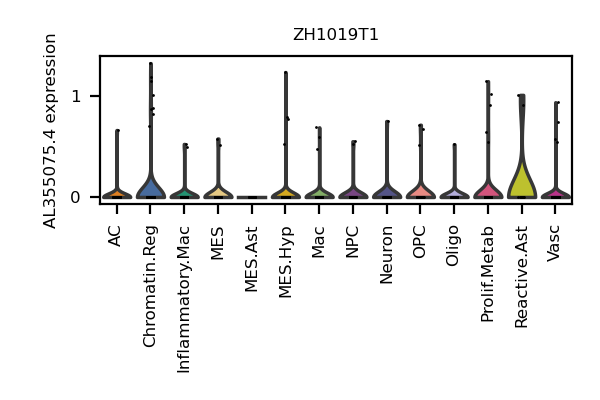 ZH1019T1
AL355075.4 expression
1
0
AC
Chromatin.Reg
Inflammatory.Mac
MES
MES.Ast
MES.Hyp
Mac
NPC
Neuron
OPC
Oligo
Prolif.Metab
Reactive.Ast
Vasc